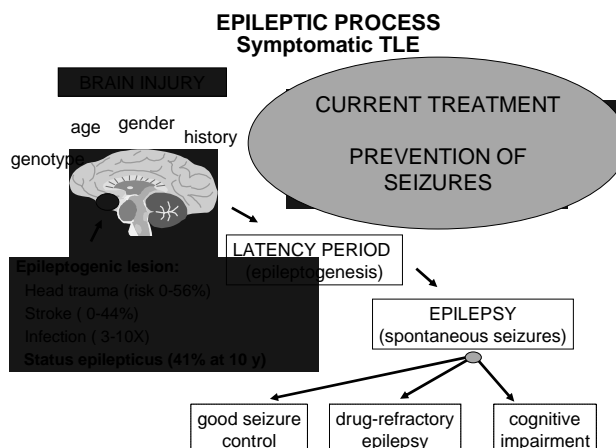 EPILEPTIC PROCESS
Symptomatic TLE
BRAIN INJURY
CURRENT TREATMENT
PREVENTION OF
SEIZURES
age
gender
history
genotype
LATENCY PERIOD
(epileptogenesis)
Epileptogenic lesion:
Head trauma (risk 0-56%)
Stroke ( 0-44%)
Infection ( 3-10X)
Status epilepticus (41% at 10 y)
EPILEPSY
(spontaneous seizures)
good seizure
control
drug-refractory
epilepsy
cognitive
impairment